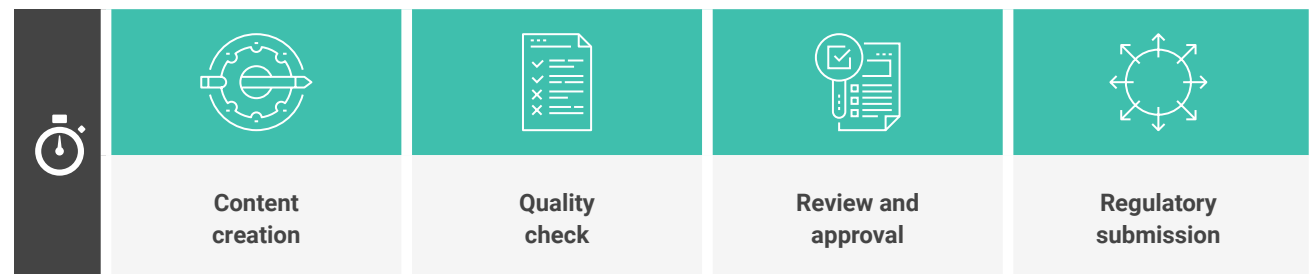 Content
creation
Quality
check
Review and
approval
Regulatory
submission